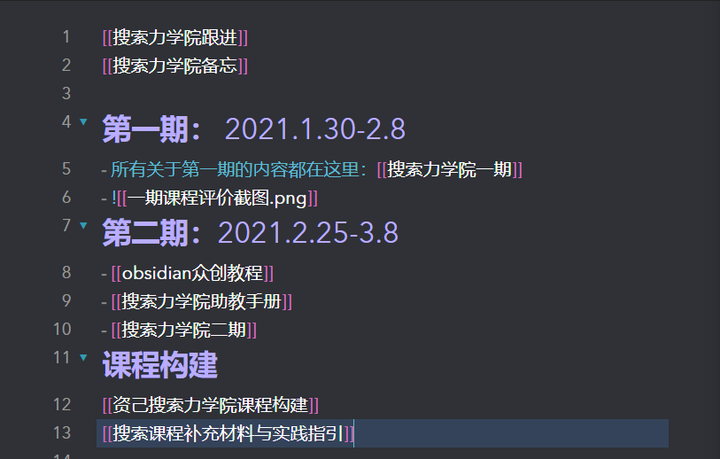 1 [[搜索力学院跟进]]
2 [[搜索力学院备忘]]
3
4 第一期： 2021.1.30-2.8
5 - 所有关于第一期的内容都在这里：[[搜索力学院一期]]
6 - ![[一期课程评价截图.png]]
7 第二期：2021.2.25-3.8
8 - [[obsidian众创教程]]
9 - [[搜索力学院助教手册]]
10 - [[搜索力学院二期]]
11 课程构建
12 [[资己搜索力学院课程构建]]
13 [[搜索课程补充材料与实践指引]]